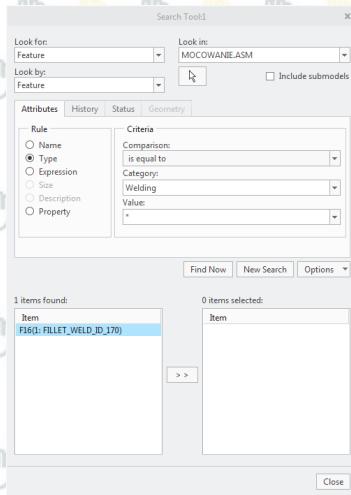 Search Tool:1
Look for:
Look in:
Feature
MOCOWANIE.ASM
Look by:
Feature
Include submodels
Attributes
History
Status
Geometry
Rule
Criteria
Name
Type
Expression
Size
Description
Property
Comparison:
is equal to
Category:
Welding
Value:
*
Find Now
New Search
Options
1 items found:
0 items selected:
Item
Item
F16(1: FILLET_WELD_ID_170)
> >
Close